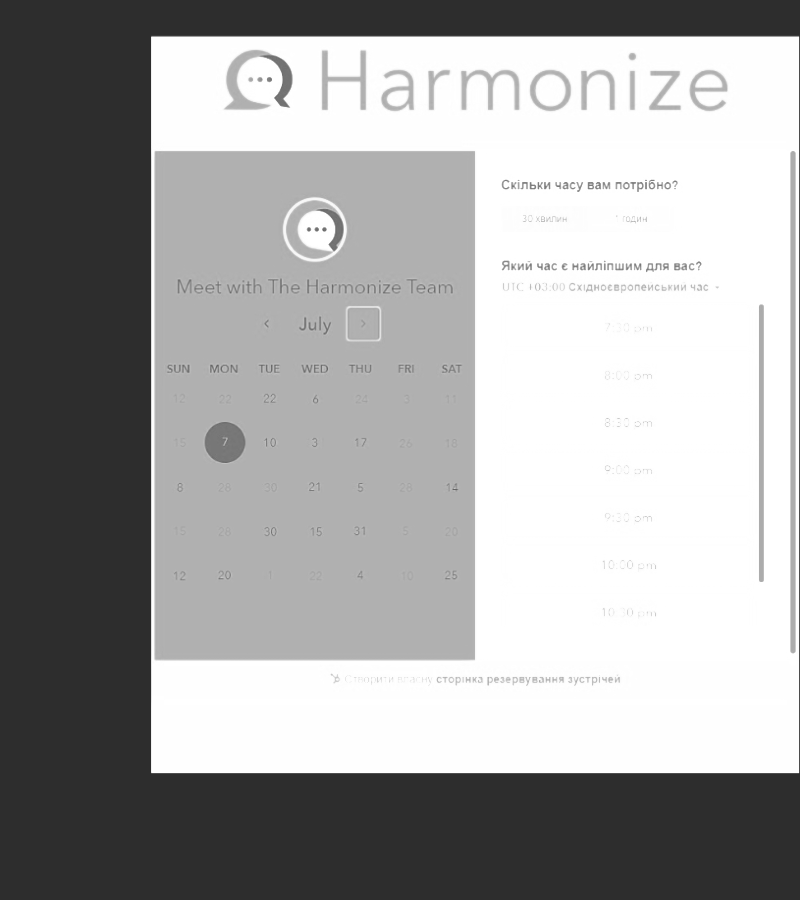 Harmonize
Meet with The Harmonize Team
July
SUN MON TUE WED THU FRI SAT
12 22 22 6 24 3 11
15 7 10 3 17 26 18
8 28 30 21 5 28 14
15 28 30 15 31 5 20
12 20 1 22 4 10 25
Скільки часу вам потрібно?
30 хвилин 1 годин
Який час є найліпшим для вас?
UTC +03:00 Східноєвропейський час
7:30 pm
8:00 pm
8:30 pm
9:00 pm
9:30 pm
10:00 pm
10:30 pm
Створити власну сторінка резервування зустрічей